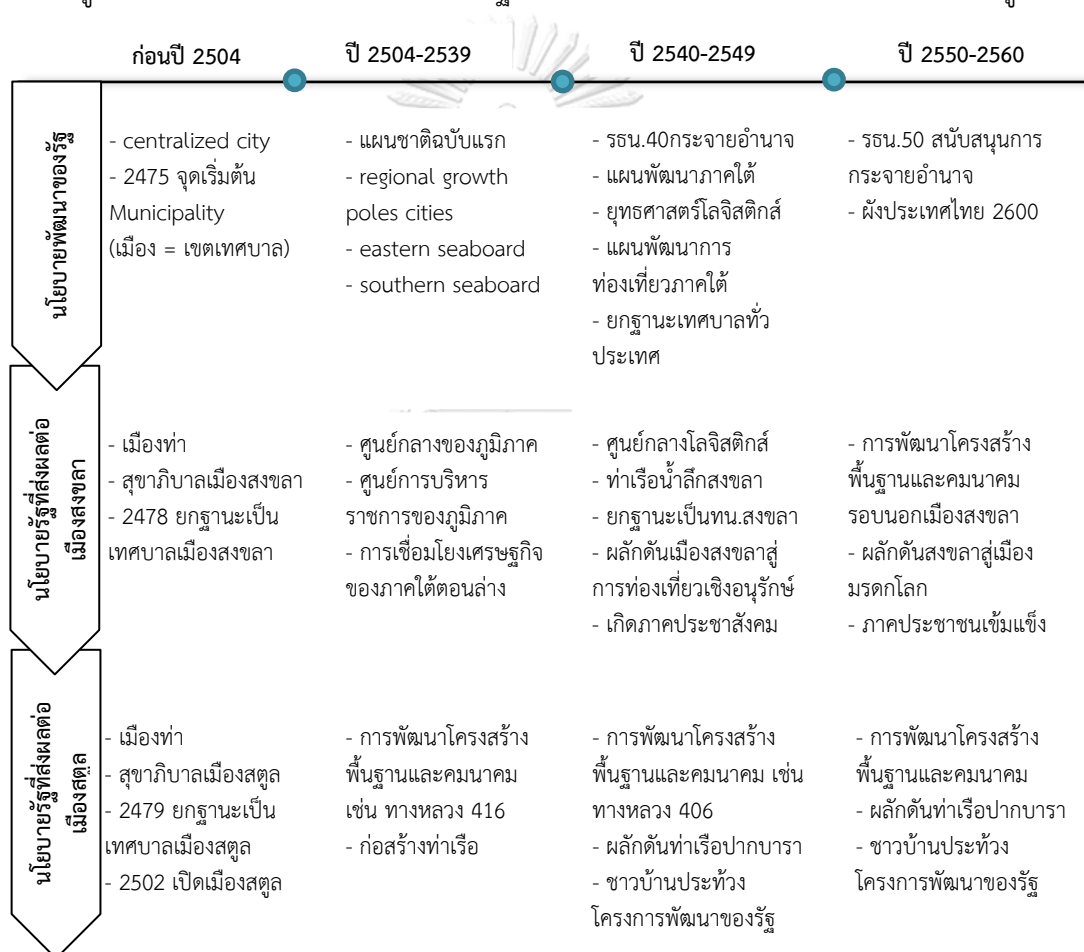 ก่อนปี 2504
ปี 2504-2539
ปี 2540-2549
ปี 2550-2560
นโยบายพัฒนาของรัฐ
- centralized city
- 2475 จุดเริ่มต้น
Municipality
(เมือง = เขตเทศบาล)
- แผนชาติฉบับแรก
- regional growth
poles cities
- eastern seaboard
- southern seaboard
- รธน.40กระจายอำนาจ
- แผนพัฒนาภาคใต้
- ยุทธศาสตร์โลจิสติกส์
- แผนพัฒนาการ
ท่องเที่ยวภาคใต้
- ยกฐานะเทศบาลทั่ว
ประเทศ
- รธน.50 สนับสนุนการ
กระจายอำนาจ
- ผังประเทศไทย 2600
นโยบายรัฐที่ส่งผลต่อ
เมืองสงขลา
- เมืองท่า
- สุขาภิบาลเมืองสงขลา
- 2478 ยกฐานะเป็น
เทศบาลเมืองสงขลา
- ศูนย์กลางของภูมิภาค
- ศูนย์การบริหาร
ราชการของภูมิภาค
- การเชื่อมโยงเศรษฐกิจ
ของภาคใต้ตอนล่าง
- ศูนย์กลางโลจิสติกส์
- ท่าเรือน้ำลึกสงขลา
- ยกฐานะเป็นทน.สงขลา
- ผลักดันเมืองสงขลาสู่
การท่องเที่ยวเชิงอนุรักษ์
- เกิดภาคประชาสังคม
- การพัฒนาโครงสร้าง
พื้นฐานและคมนาคม
รอบนอกเมืองสงขลา
- ผลักดันสงขลาสู่เมือง
มรดกโลก
- ภาคประชาชนเข้มแข็ง
นโยบายรัฐที่ส่งผลต่อ
เมืองสตูล
- เมืองท่า
- สุขาภิบาลเมืองสตูล
- 2479 ยกฐานะเป็น
เทศบาลเมืองสตูล
- 2502 เปิดเมืองสตูล
- การพัฒนาโครงสร้าง
พื้นฐานและคมนาคม
เช่น ทางหลวง 416
- ก่อสร้างท่าเรือ
- การพัฒนาโครงสร้าง
พื้นฐานและคมนาคม เช่น
ทางหลวง 406
- ผลักดันท่าเรือปากบารา
- ชาวบ้านประท้วง
โครงการพัฒนาของรัฐ
- การพัฒนาโครงสร้าง
พื้นฐานและคมนาคม
- ผลักดันท่าเรือปากบารา
- ชาวบ้านประท้วง
โครงการพัฒนาของรัฐ